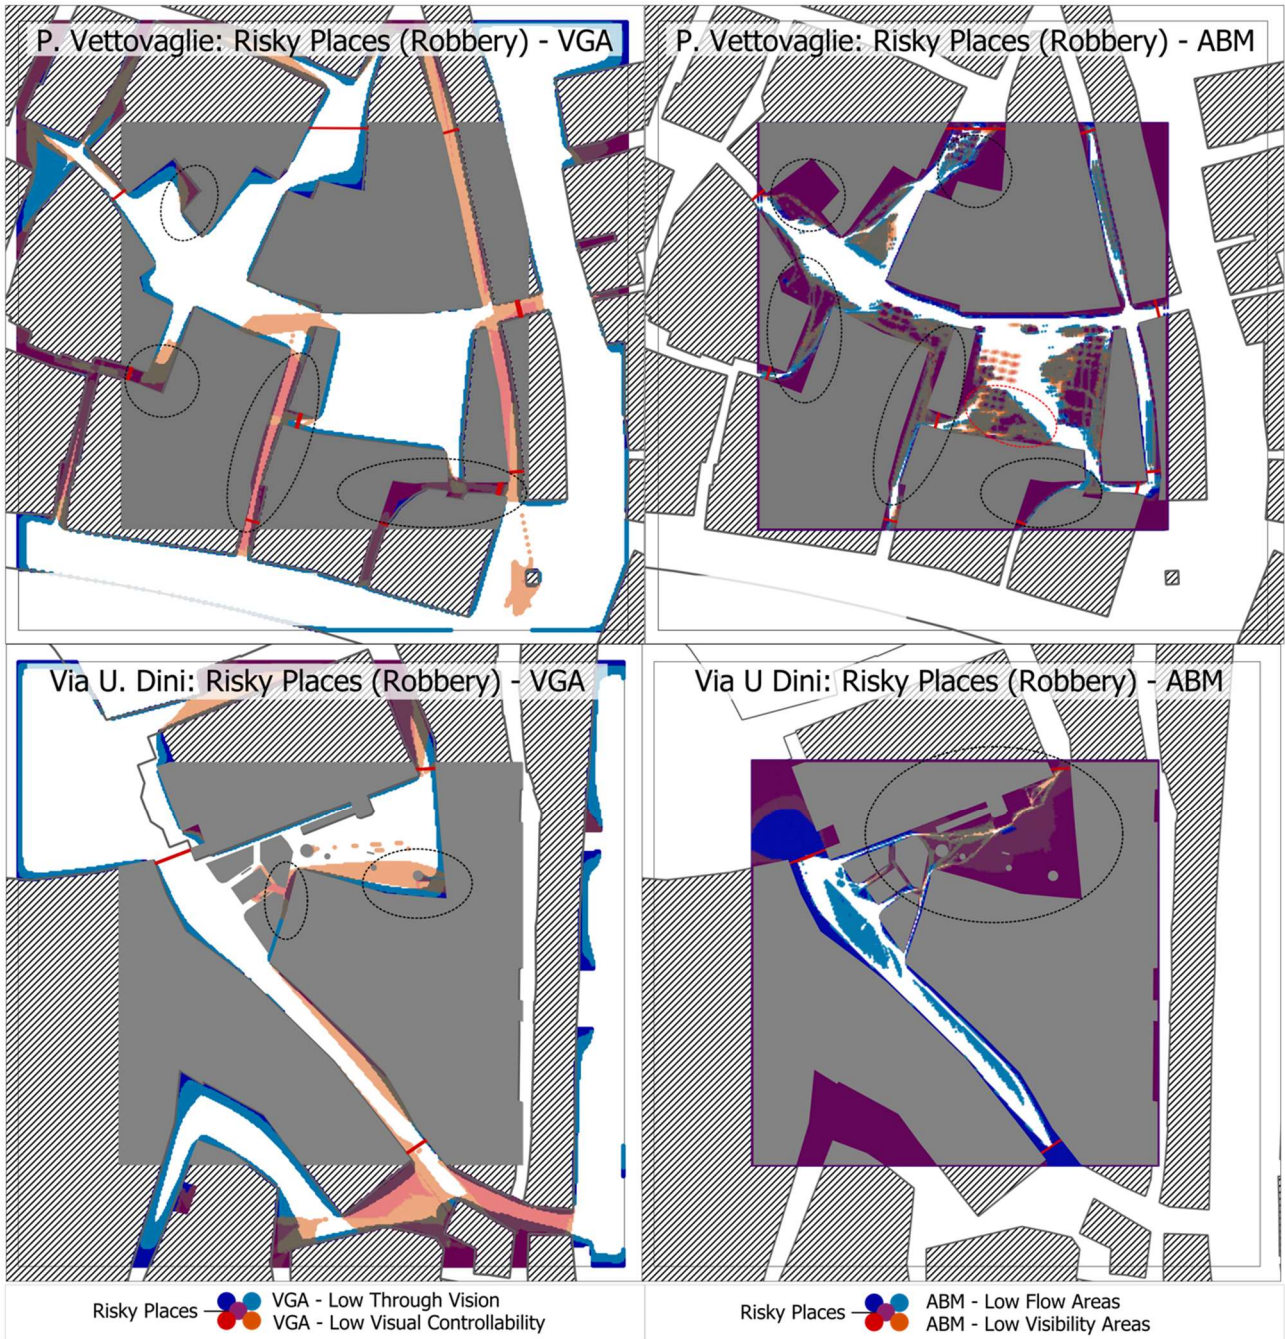 P. Vettovaglie: Risky Places (Robbery) - VGA
P. Vettovaglie: Risky Places (Robbery) - ABM
Via U. Dini: Risky Places (Robbery) - VGA
Via U Dini: Risky Places (Robbery) - ABM
Risky Places
VGA - Low Through Vision
VGA - Low Visual Controllability
Risky Places
ABM - Low Flow Areas
ABM - Low Visibility Areas